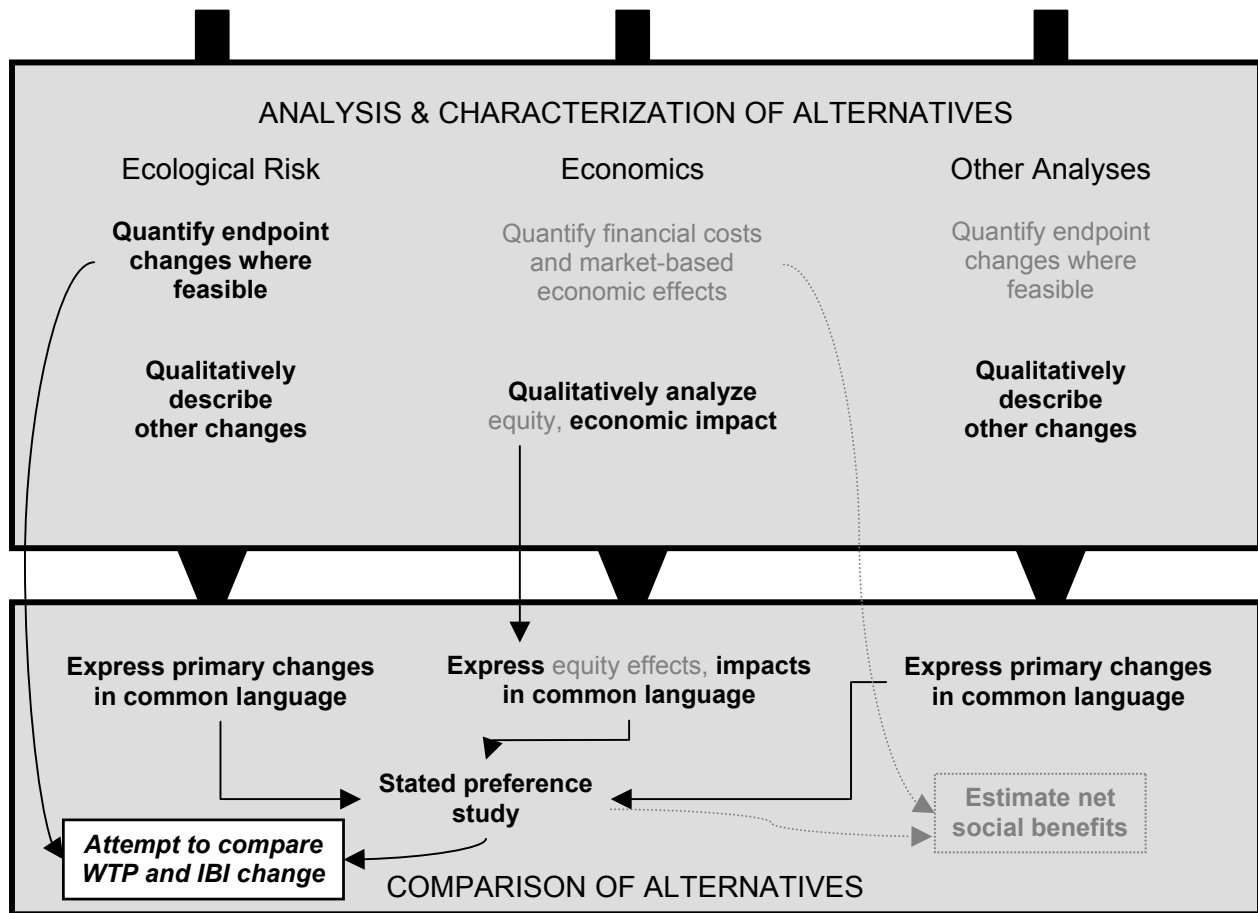 ANALYSIS & CHARACTERIZATION OF ALTERNATIVES
Ecological Risk
Quantify endpoint
changes where
feasible
Qualitatively
describe
other changes
Economics
Quantify financial costs
and market-based
economic effects
Qualitatively analyze
equity, economic impact
Other Analyses
Quantify endpoint
changes where
feasible
Qualitatively
describe
other changes
Express primary changes
in common language
Express equity effects, impacts
in common language
Express primary changes
in common language
Stated preference
study
Estimate net
social benefits
Attempt to compare
WTP and IBI change
COMPARISON OF ALTERNATIVES